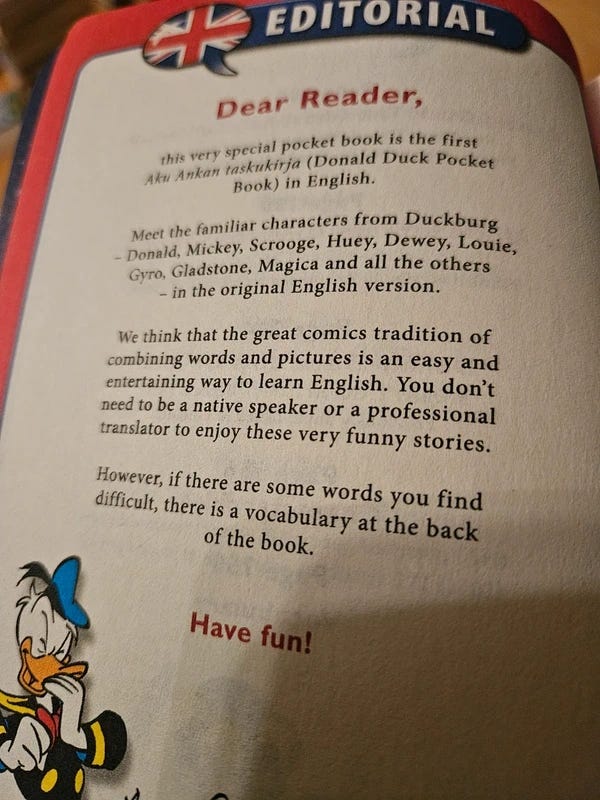 EDITORIAL
Dear Reader,
this very special pocket book is the first
Aku Ankan taskukirja (Donald Duck Pocket
Book) in English.
Meet the familiar characters from Duckburg
– Donald, Mickey, Scrooge, Huey, Dewey, Louie,
Gyro, Gladstone, Magica and all the others
– in the original English version.
We think that the great comics tradition of
combining words and pictures is an easy and
entertaining way to learn English. You don't
need to be a native speaker or a professional
translator to enjoy these very funny stories.
However, if there are some words you find
difficult, there is a vocabulary at the back
of the book.
Have fun!